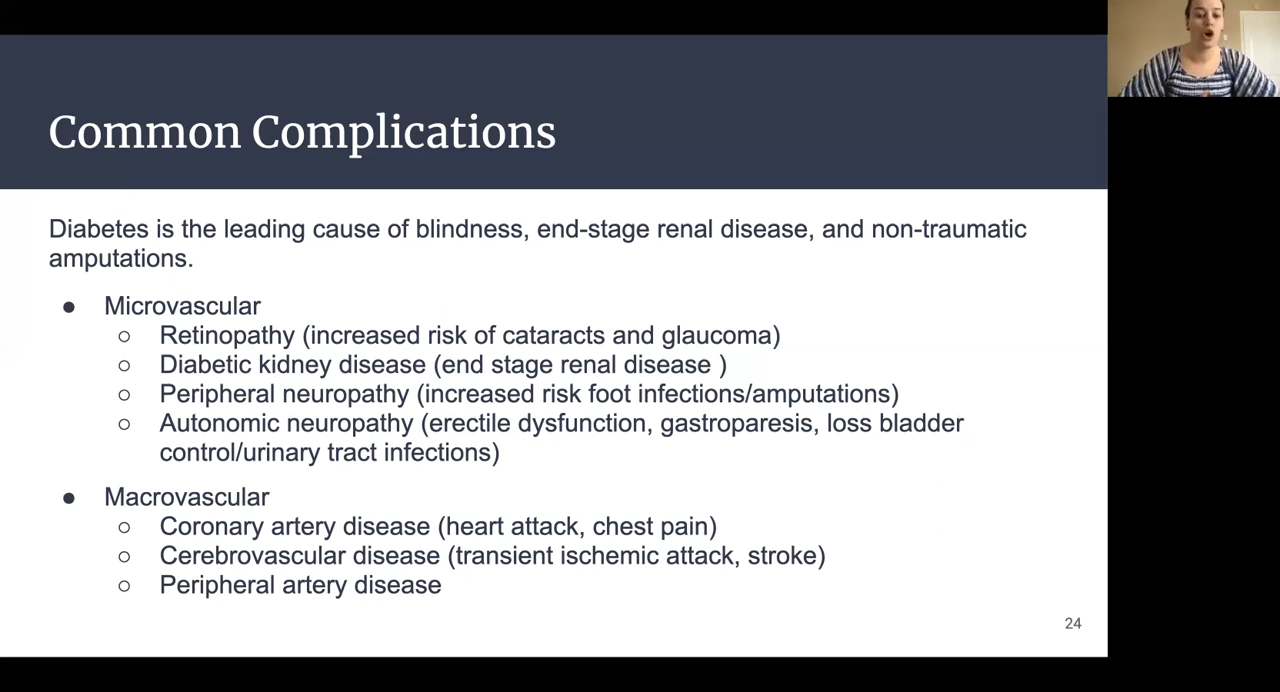 Common Complications
Diabetes is the leading cause of blindness, end-stage renal disease, and non-traumatic
amputations.
● Microvascular
○ Retinopathy (increased risk of cataracts and glaucoma)
○ Diabetic kidney disease (end stage renal disease )
○ Peripheral neuropathy (increased risk foot infections/amputations)
○ Autonomic neuropathy (erectile dysfunction, gastroparesis, loss bladder
control/urinary tract infections)
● Macrovascular
○ Coronary artery disease (heart attack, chest pain)
○ Cerebrovascular disease (transient ischemic attack, stroke)
○ Peripheral artery disease
24